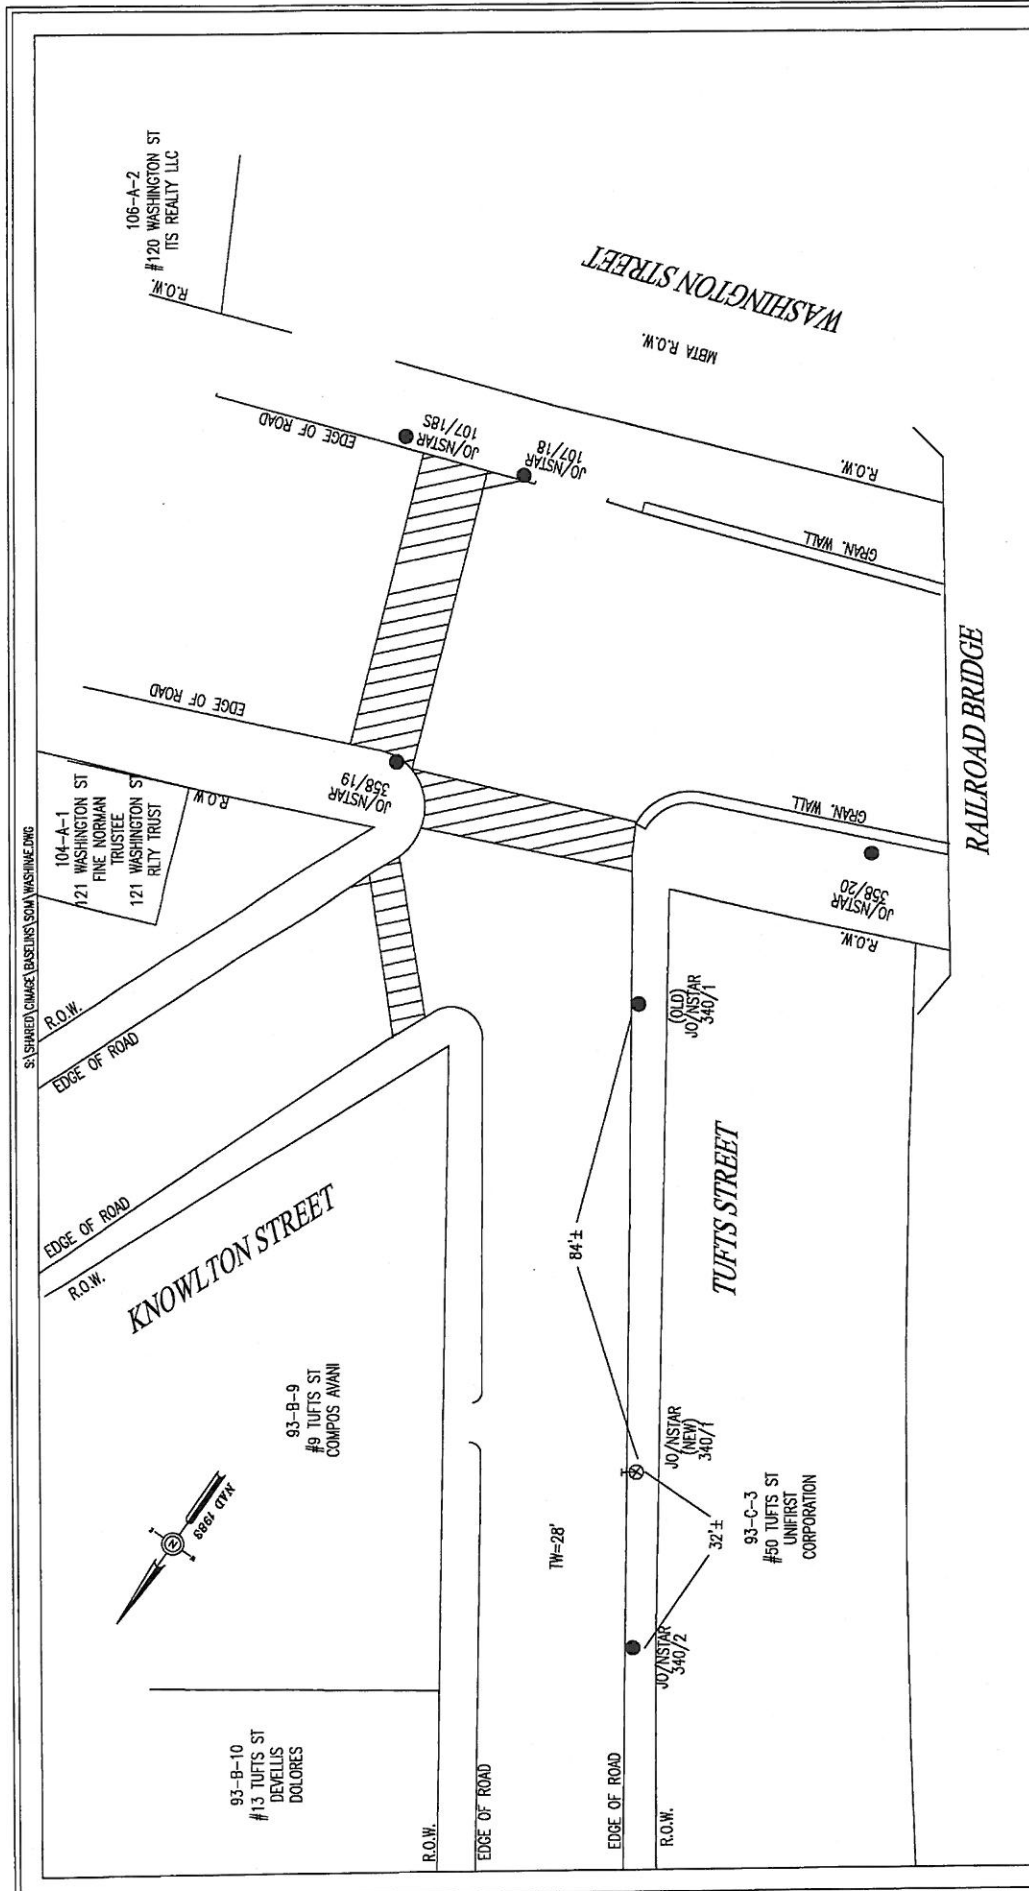 S:\SHARED\CIMAGE\BASELINS\SOM\WASHINAE.DWG
106-A-2
#120 WASHINGTON ST
ITS REALTY LLC
R.O.W.
WASHINGTON STREET
MBTA R.O.W.
EDGE OF ROAD
JO/NSTAR
107/18S
JO/NSTAR
107/18
R.O.W.
GRAN. WALL
RAILROAD BRIDGE
EDGE OF ROAD
104-A-1
121 WASHINGTON ST
FINE NORMAN
TRUSTEE
121 WASHINGTON ST
RLTY TRUST
R.O.W
JO/NSTAR
358/19
GRAN. WALL
JO/NSTAR
358/20
R.O.W.
R.O.W.
EDGE OF ROAD
(OLD)
JO/NSTAR
340/1
EDGE OF ROAD
R.O.W.
KNOWLTON STREET
84'±
TUFTS STREET
93-B-9
#9 TUFTS ST
COMPOS AVANI
JO/NSTAR
(NEW)
340/1
N
NAD 1983
TW=28'
32'±
93-C-3
#50 TUFTS ST
UNIFIRST
CORPORATION
JO/NSTAR
340/2
93-B-10
#13 TUFTS ST
DEVELLIS
DOLORES
R.O.W.
EDGE OF ROAD
EDGE OF ROAD
R.O.W.